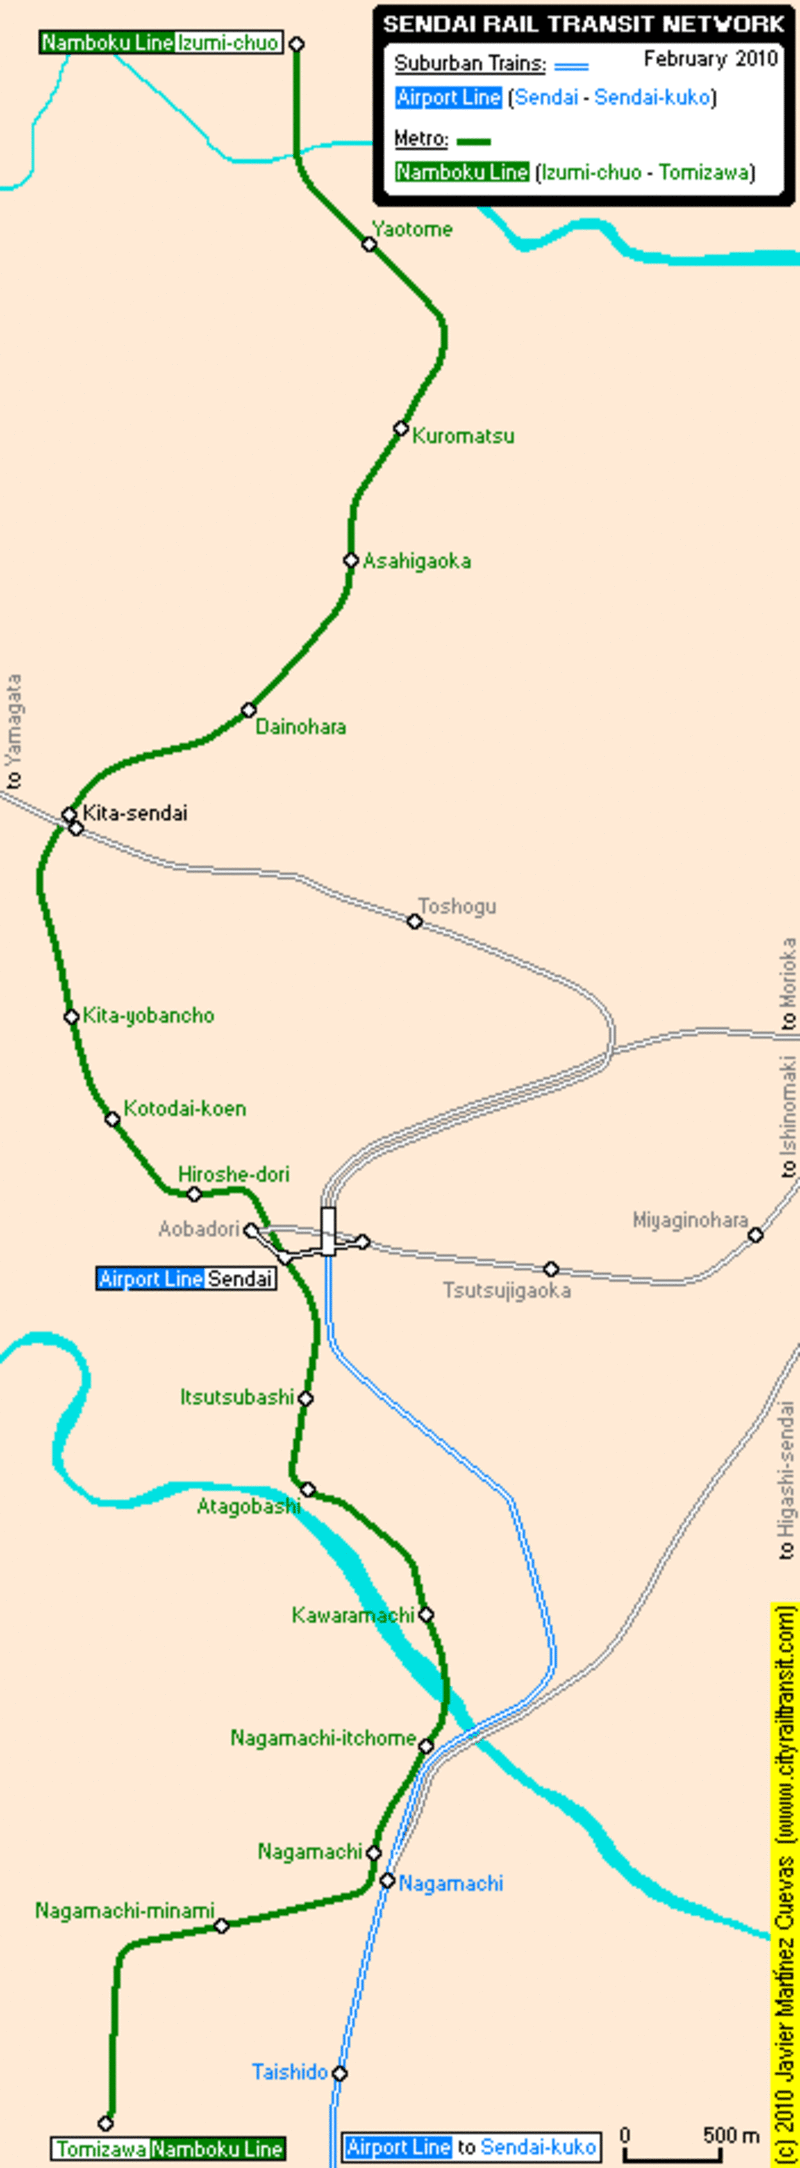 Namboku Line Izumi-chuo
SENDAI RAIL TRANSIT NETWORK
Suburban Trains: February 2010
Airport Line (Sendai - Sendai-kuko)
Metro:
Namboku Line (Izumi-chuo - Tomizawa)
Yaotome
Kuromatsu
Asahigaoka
to Yamagata
Dainohara
Kita-sendai
Toshogu
to Morioka
Kita-yobancho
to Ishinomaki
Kotodai-koen
Hiroshe-dori
Aobadori
Miyaginohara
Airport Line Sendai
Tsutsujigaoka
Itsutsubashi
to Higashi-sendai
Atagobashi
Kawaramachi
Nagamachi-itchome
Nagamachi
Nagamachi
Nagamachi-minami
Taishido
Tomizawa Namboku Line
Airport Line to Sendai-kuko
0 500 m
(c) 2010 Javier Martínez Cuevas (www.cityrailtransit.com)